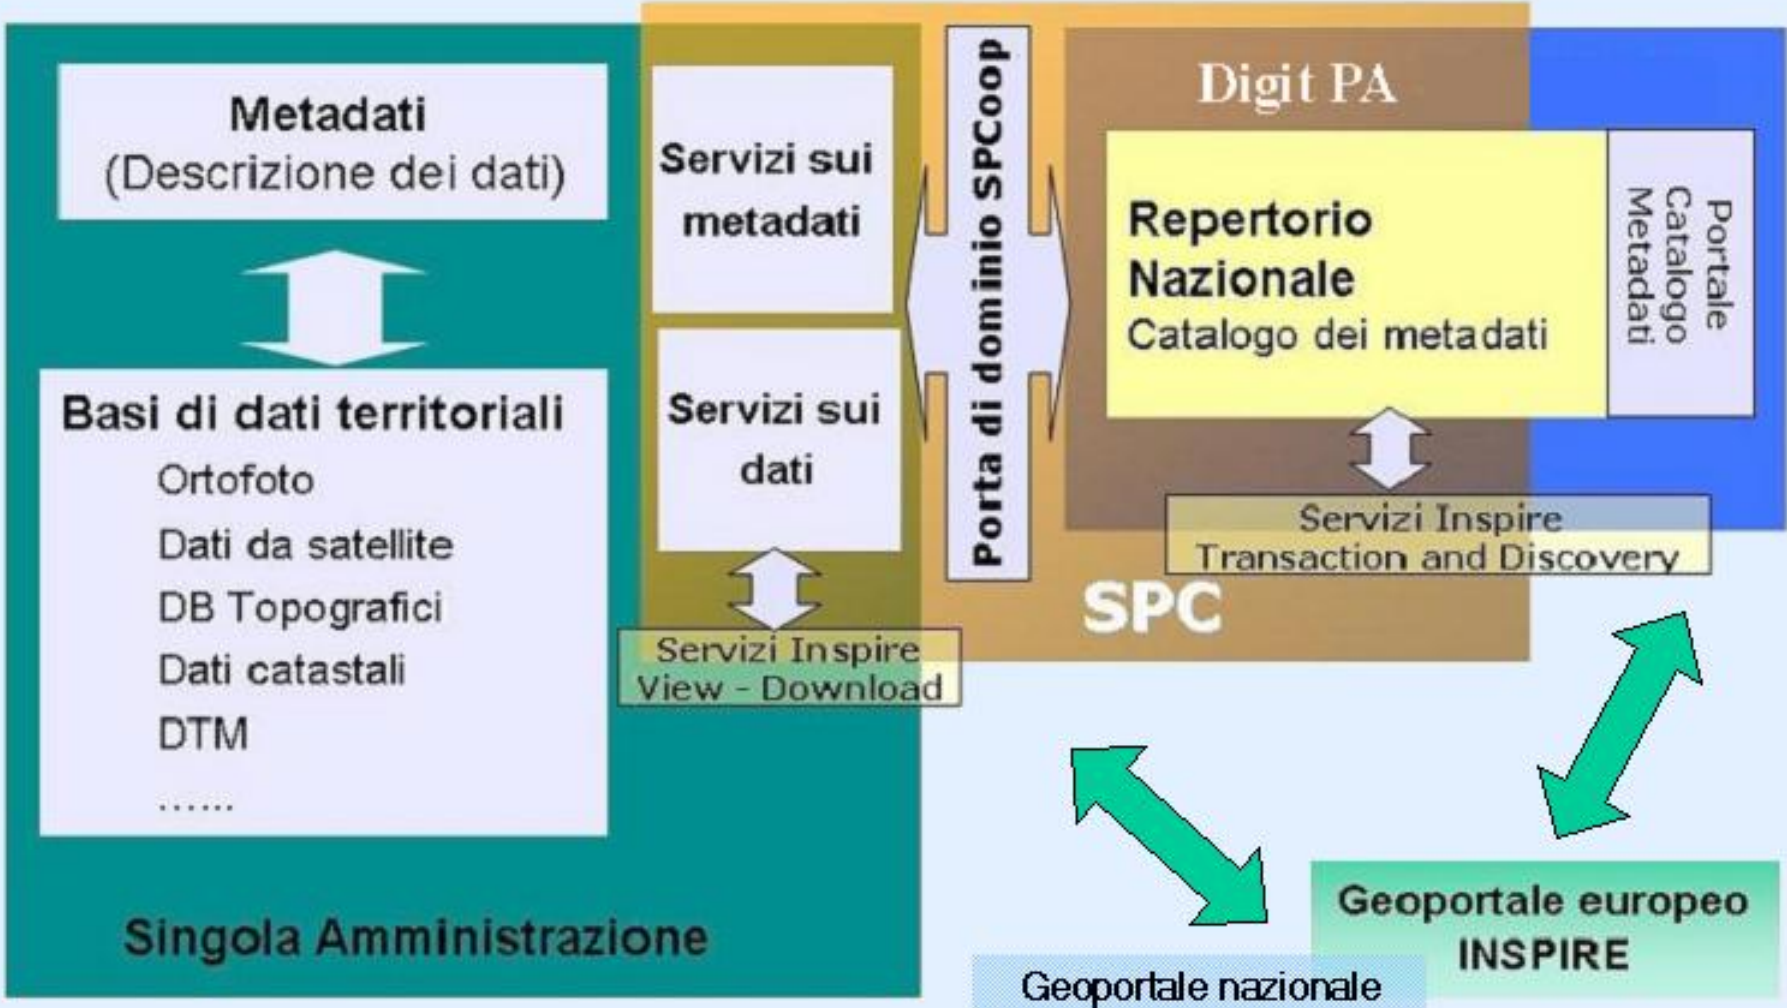 Metadati
(Descrizione dei dati)
Basi di dati territoriali
Ortofoto
Dati da satellite
DB Topografici
Dati catastali
DTM
......
Singola Amministrazione
Servizi sui
metadati
Servizi sui
dati
Servizi Inspire
View - Download
Porta di dominio SPCoop
SPC
Digit PA
Repertorio
Nazionale
Catalogo dei metadati
Portale
Catalogo
Metadati
Servizi Inspire
Transaction and Discovery
Geoportale europeo
INSPIRE
Geoportale nazionale